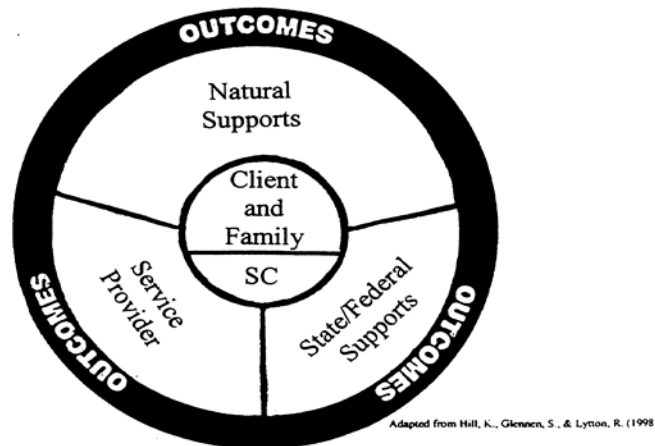 OUTCOMES
Natural
Supports
Client
and
Family
SC
Service
Provider
State/Federal
Supports
OUTCOMES
OUTCOMES
Adapted from Hill, K., Glennen, S., & Lytton, R. (1998